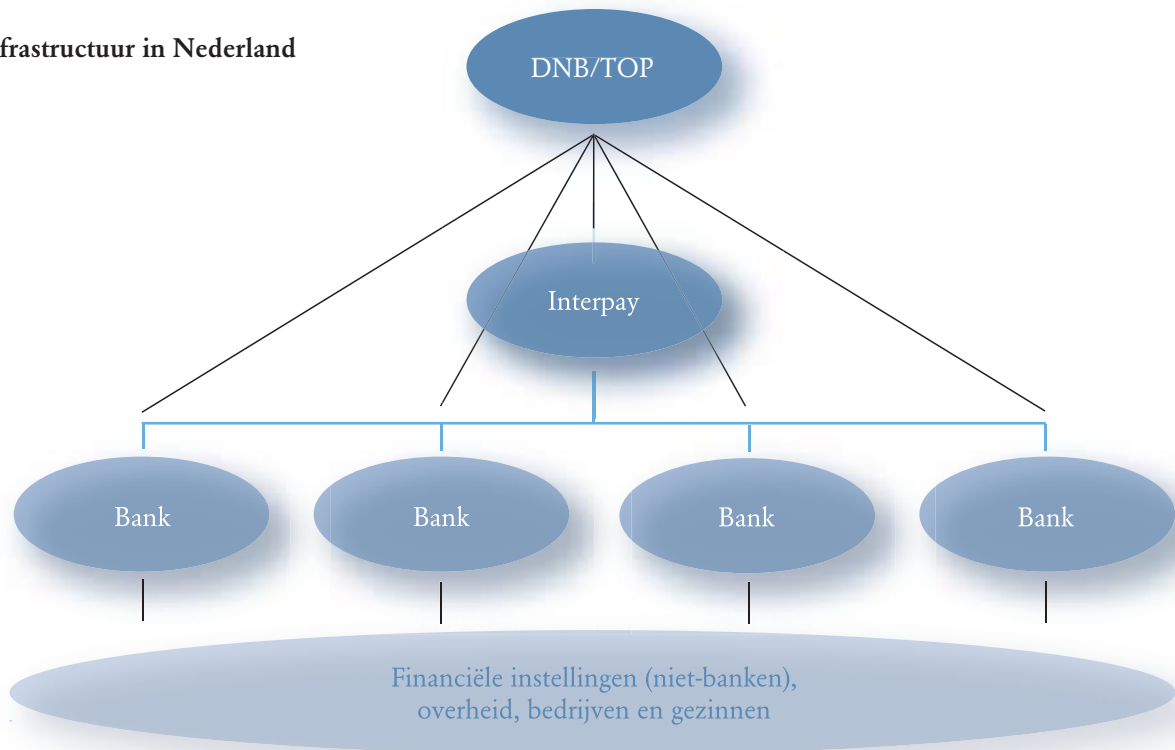 frastructuur in Nederland
DNB/TOP
Interpay
Bank
Bank
Bank
Bank
Financiële instellingen (niet-banken),
overheid, bedrijven en gezinnen